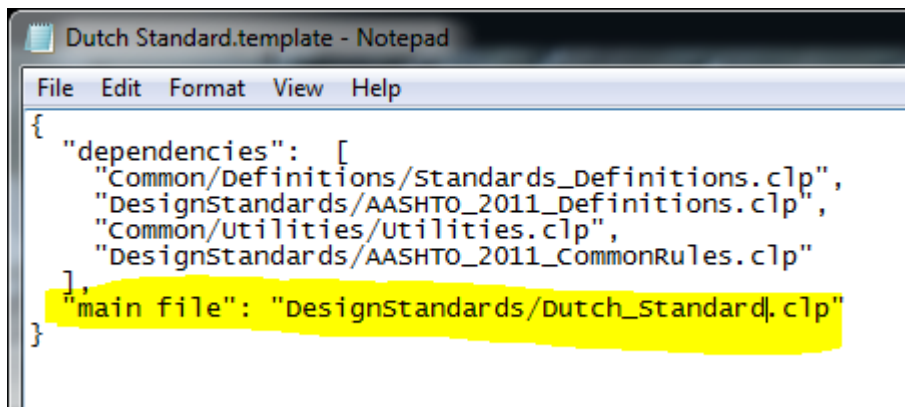 Dutch Standard.template - Notepad
File Edit Format View Help
{
"dependencies": [
"Common/Definitions/Standards_Definitions.clp",
"DesignStandards/AASHTO_2011_Definitions.clp",
"Common/Utilities/Utilities.clp",
"DesignStandards/AASHTO_2011_CommonRules.clp"
],
"main file": "DesignStandards/Dutch_Standard.clp"
}